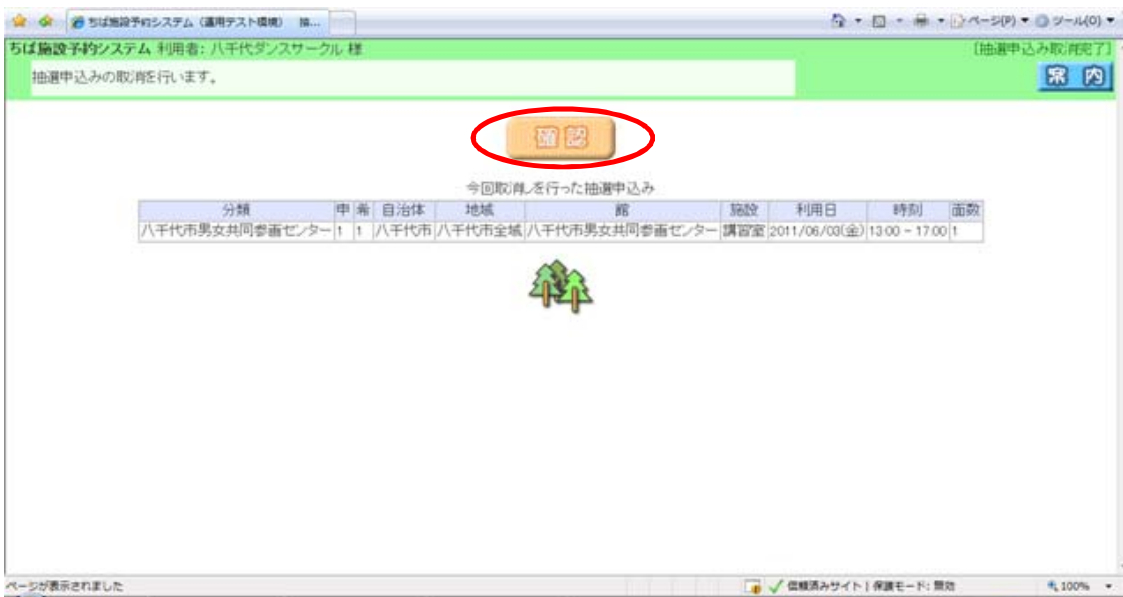 ちば施設予約システム（運用テスト環境） 抽...
ページ(P) ツール(O)
ちば施設予約システム 利用者：八千代ダンスサークル 様 [抽選申込み取消完了]
抽選申込みの取消を行います。
案内
確認
今回取消しを行った抽選申込み
分類 申 希 自治体 地域 館 施設 利用日 時刻 面数
八千代市男女共同参画センター 1 1 八千代市 八千代市全域 八千代市男女共同参画センター 講習室 2011/06/03(金) 13:00 ~ 17:00 1
ページが表示されました 信頼済みサイト | 保護モード: 無効 100%